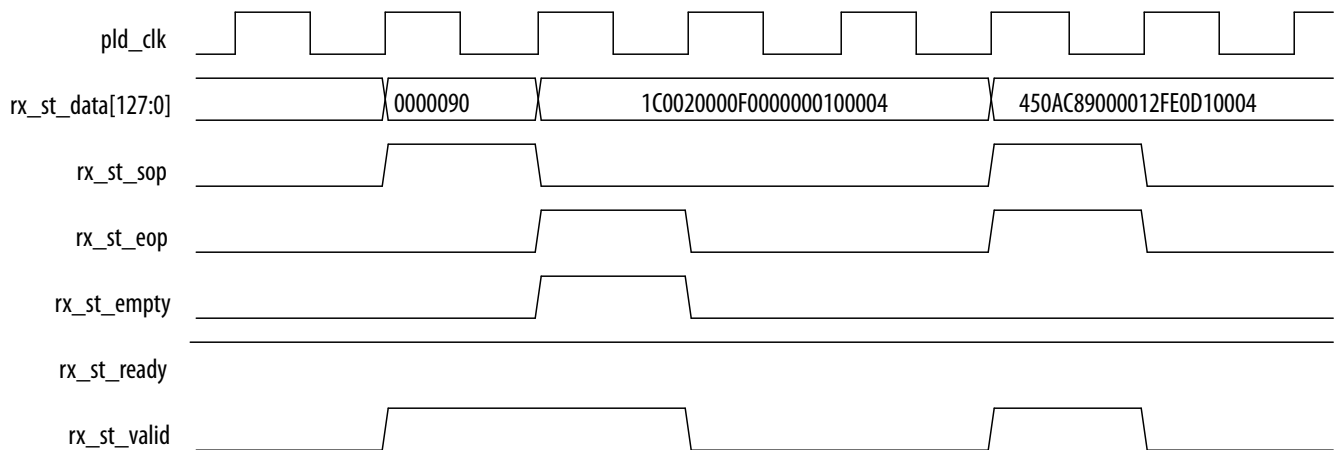 pld_clk
rx_st_data[127:0] 0000090 1C0020000F0000000100004 450AC89000012FE0D10004
rx_st_sop
rx_st_eop
rx_st_empty
rx_st_ready
rx_st_valid